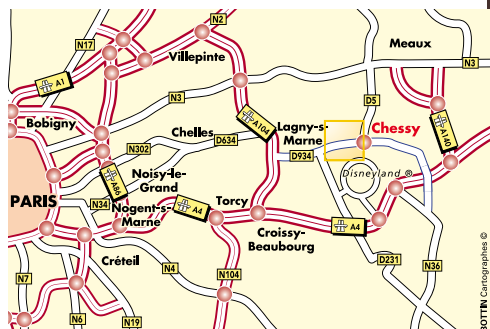 N2
N17
Villepinte
Meaux
N3
A1
N3
D5
Bobigny
A104
Lagny-s-
Marne
Chessy
Chelles
D634
N302
A140
D934
Noisy-le-
Grand
Disneyland ®
A86
PARIS
N34
Nogent-s-
Marne
A4
Torcy
A4
Croissy-
Beaubourg
Créteil
D231
N4
N36
N7
N104
N6
N19
BOTTIN Cartographes ©